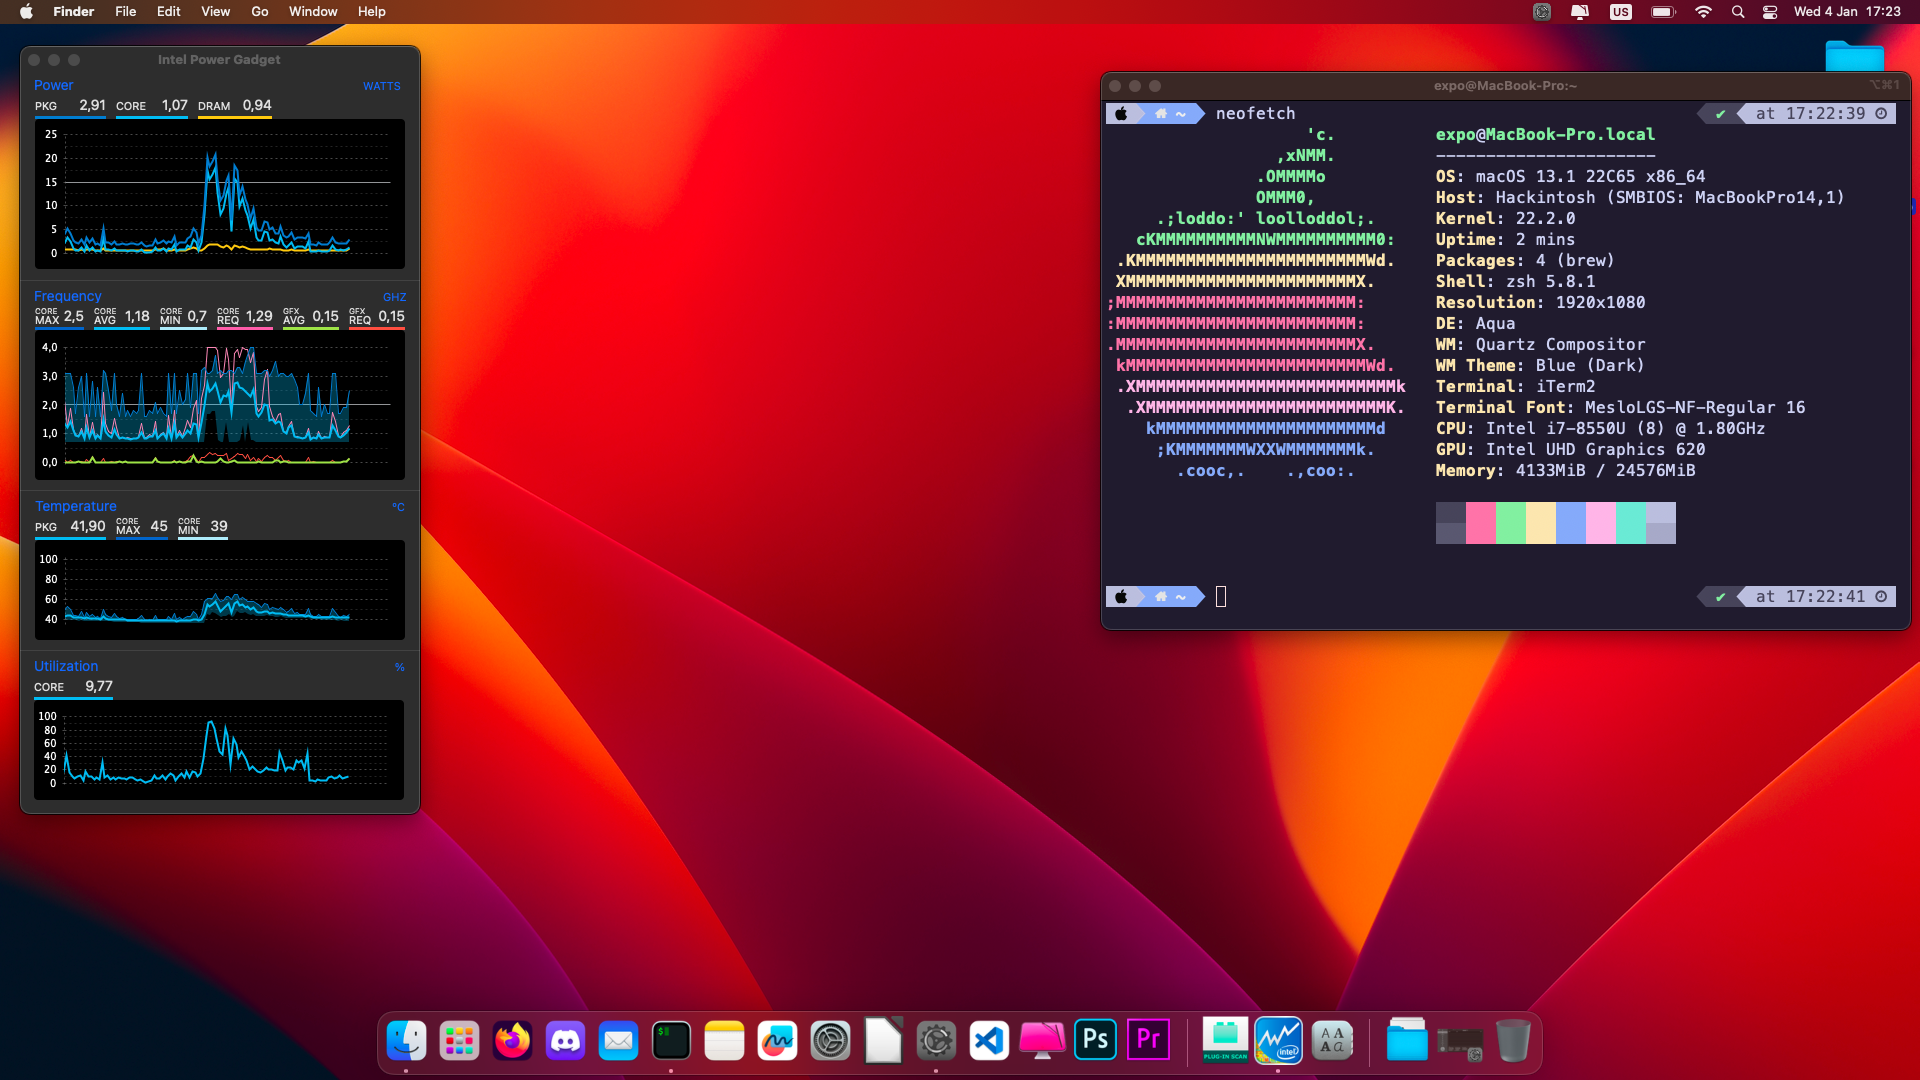 Finder File Edit View Go Window Help
US Wed 4 Jan 17:23
Intel Power Gadget
Power WATTS
PKG 2,91 CORE 1,07 DRAM 0,94
25
20
15
10
5
0
Frequency GHZ
CORE MAX 2,5 CORE AVG 1,18 CORE MIN 0,7 CORE REQ 1,29 GFX AVG 0,15 GFX REQ 0,15
4,0
3,0
2,0
1,0
0,0
Temperature °C
PKG 41,90 CORE MAX 45 CORE MIN 39
100
80
60
40
Utilization %
CORE 9,77
100
80
60
40
20
0
expo@MacBook-Pro:~ ⌥⌘1
~ neofetch ✔ at 17:22:39
'c.
,xNMM.
.OMMMMo
OMMM0,
.;loddo:' loolloddol;.
cKMMMMMMMMMMNWMMMMMMMMMM0:
.KMMMMMMMMMMMMMMMMMMMMMMMWd.
XMMMMMMMMMMMMMMMMMMMMMMMX.
;MMMMMMMMMMMMMMMMMMMMMMMM:
:MMMMMMMMMMMMMMMMMMMMMMMM:
.MMMMMMMMMMMMMMMMMMMMMMMMX.
kMMMMMMMMMMMMMMMMMMMMMMMMWd.
.XMMMMMMMMMMMMMMMMMMMMMMMMMMk
.XMMMMMMMMMMMMMMMMMMMMMMMMK.
kMMMMMMMMMMMMMMMMMMMMMMd
;KMMMMMMMWXXWMMMMMMMk.
.cooc,. .,coo:.
expo@MacBook-Pro.local
----------------------
OS: macOS 13.1 22C65 x86_64
Host: Hackintosh (SMBIOS: MacBookPro14,1)
Kernel: 22.2.0
Uptime: 2 mins
Packages: 4 (brew)
Shell: zsh 5.8.1
Resolution: 1920x1080
DE: Aqua
WM: Quartz Compositor
WM Theme: Blue (Dark)
Terminal: iTerm2
Terminal Font: MesloLGS-NF-Regular 16
CPU: Intel i7-8550U (8) @ 1.80GHz
GPU: Intel UHD Graphics 620
Memory: 4133MiB / 24576MiB
~ ✔ at 17:22:41
$
Ps
Pr
PLUG-IN SCAN
intel
A A
A a